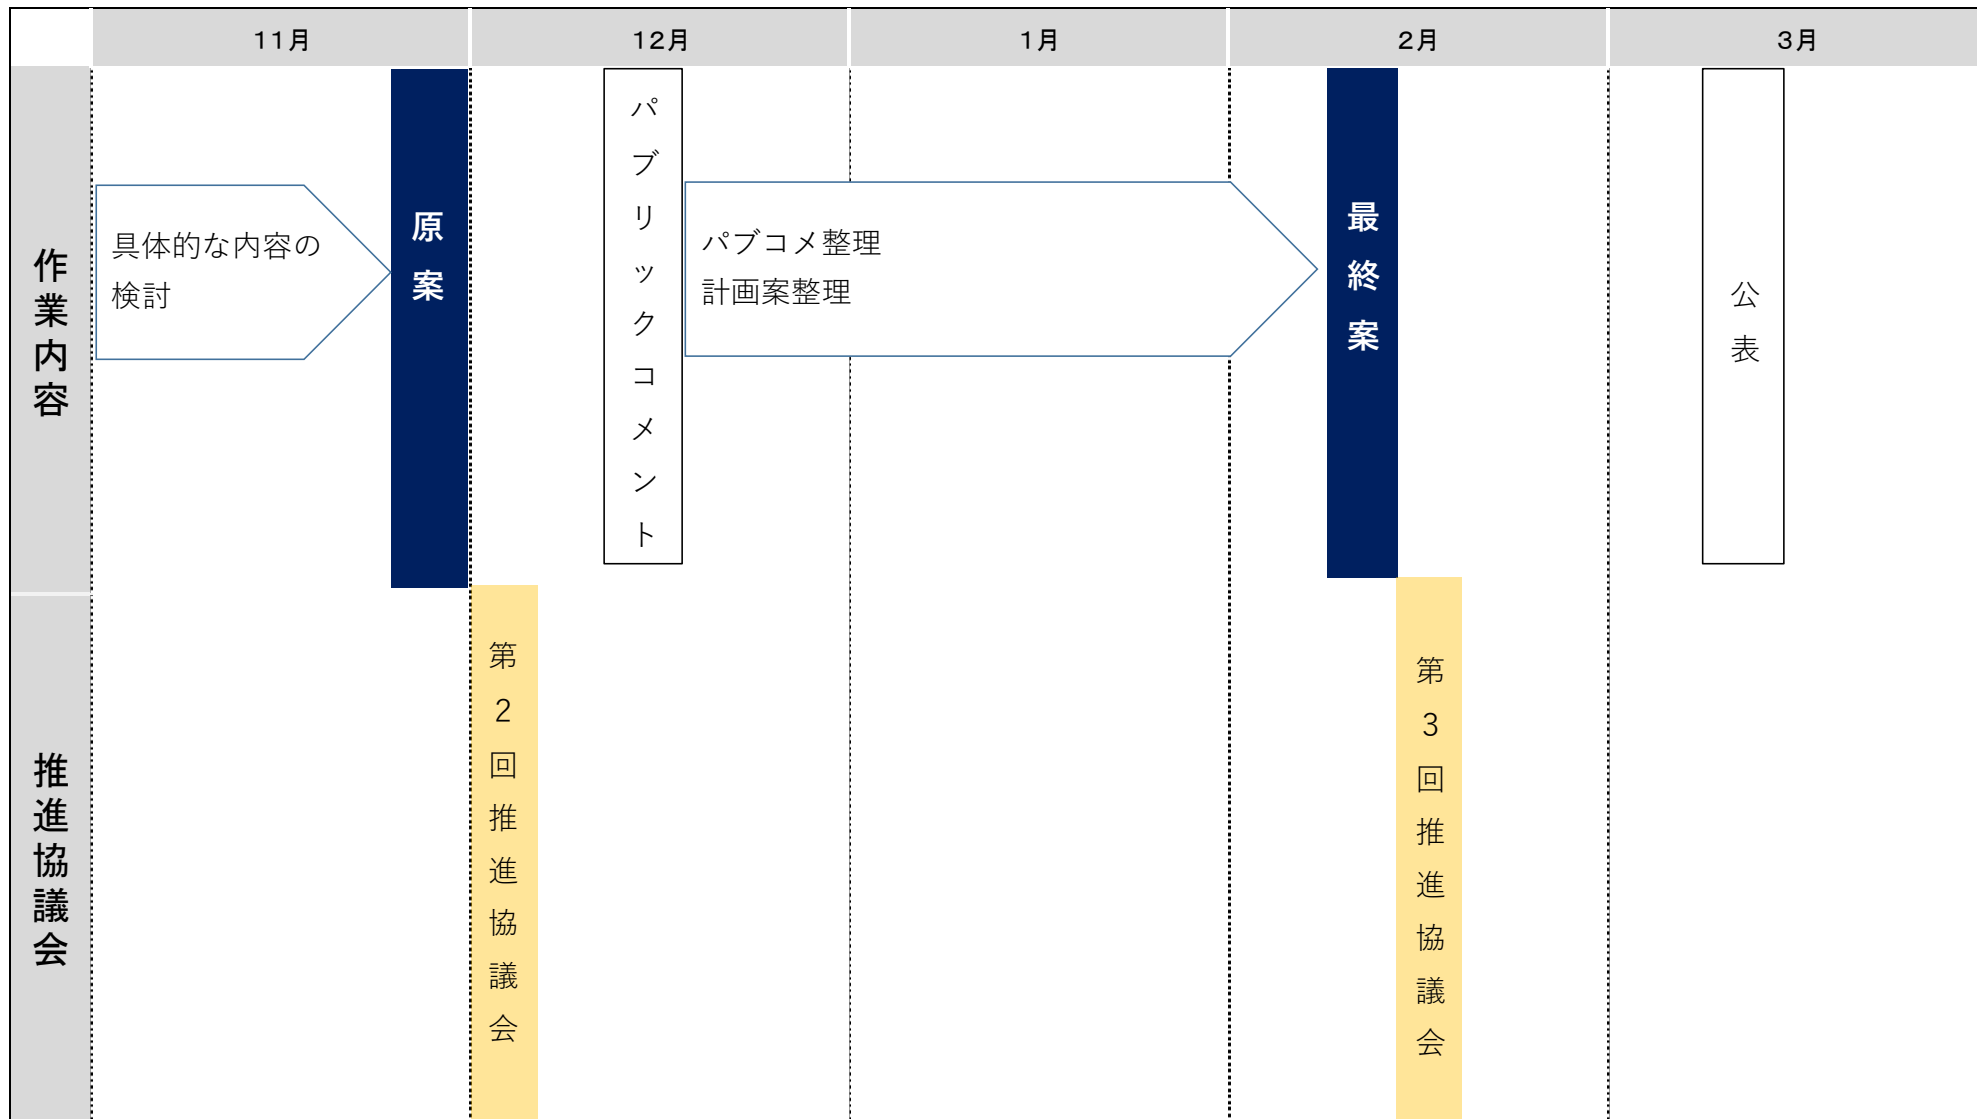 11月
12月
1月
2月
3月
作業内容
具体的な内容の
検討
原案
パブリックコメント
パブコメ整理
計画案整理
最終案
公表
推進協議会
第2回推進協議会
第3回推進協議会